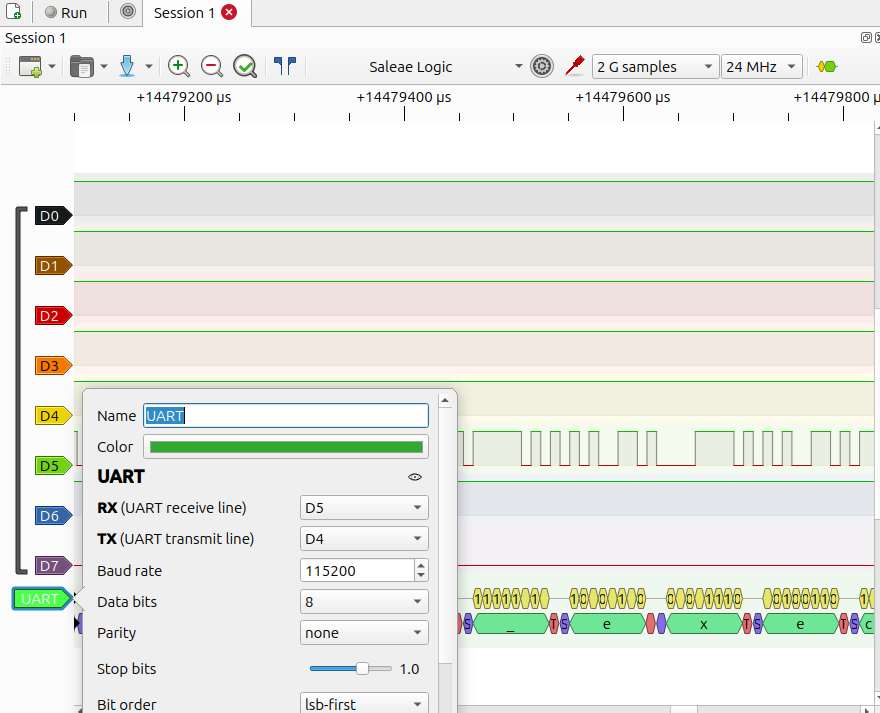 Run
Session 1
Session 1
Saleae Logic
2 G samples
24 MHz
+14479200 µs
+14479400 µs
+14479600 µs
+14479800
D0
D1
D2
D3
D4
D5
D6
D7
UART
Name UART
Color
UART
RX (UART receive line) D5
TX (UART transmit line) D4
Baud rate 115200
Data bits 8
Parity none
Stop bits 1.0
Bit order lsb-first
S _ T S e x T S e T S c